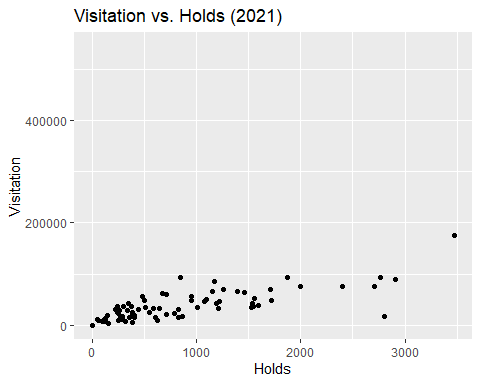 Visitation vs. Holds (2021)
400000
200000
0
Visitation
0 1000 2000 3000
Holds